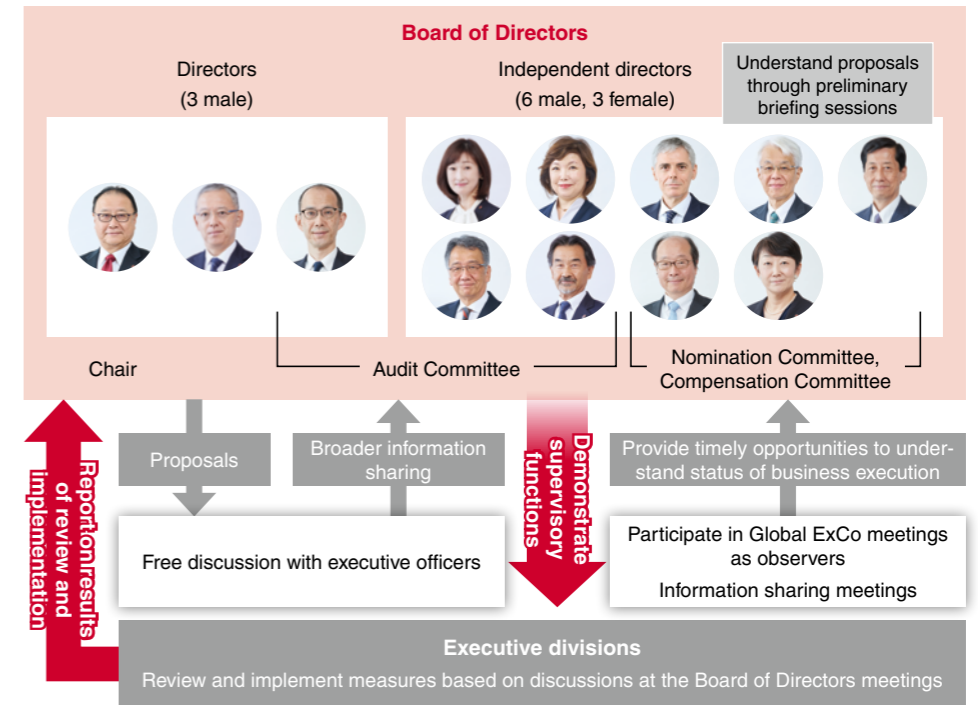 Board of Directors
Directors
(3 male)
Independent directors
(6 male, 3 female)
Understand proposals
through preliminary
briefing sessions
Chair
Audit Committee
Nomination Committee,
Compensation Committee
Report results
of review and
implementation
Proposals
Broader information
sharing
Demonstrate
supervisory
functions
Provide timely opportunities to under-
stand status of business execution
Free discussion with executive officers
Participate in Global ExCo meetings
as observers
Information sharing meetings
Executive divisions
Review and implement measures based on discussions at the Board of Directors meetings